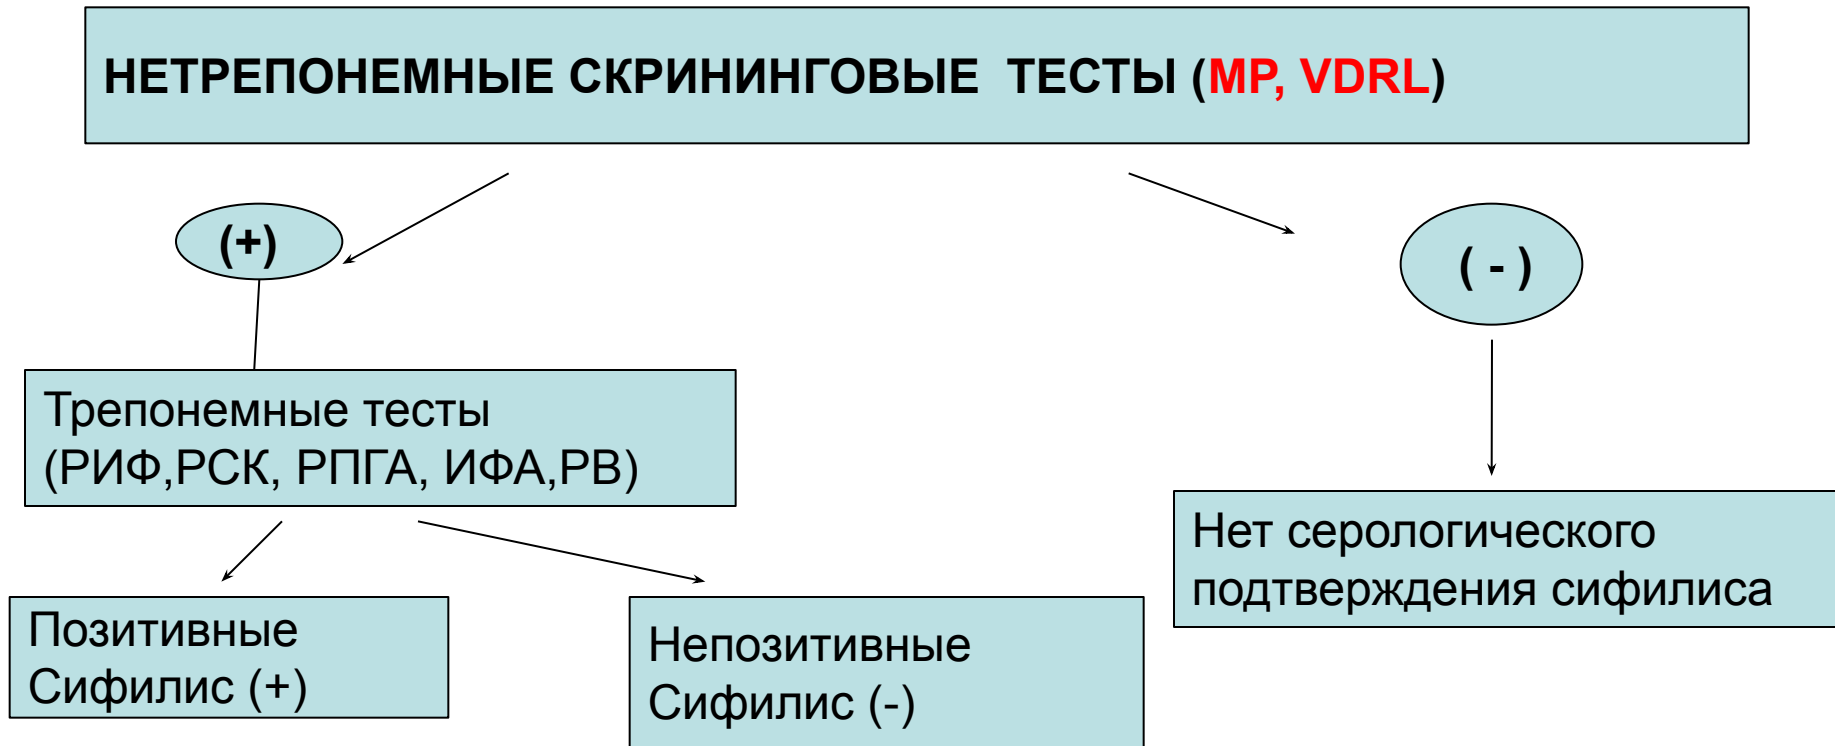 НЕТРЕПОНЕМНЫЕ СКРИНИНГОВЫЕ ТЕСТЫ (МР, VDRL)
(+)
( - )
Трепонемные тесты
(РИФ,РСК, РПГА, ИФА,РВ)
Нет серологического
подтверждения сифилиса
Позитивные
Сифилис (+)
Непозитивные
Сифилис (-)